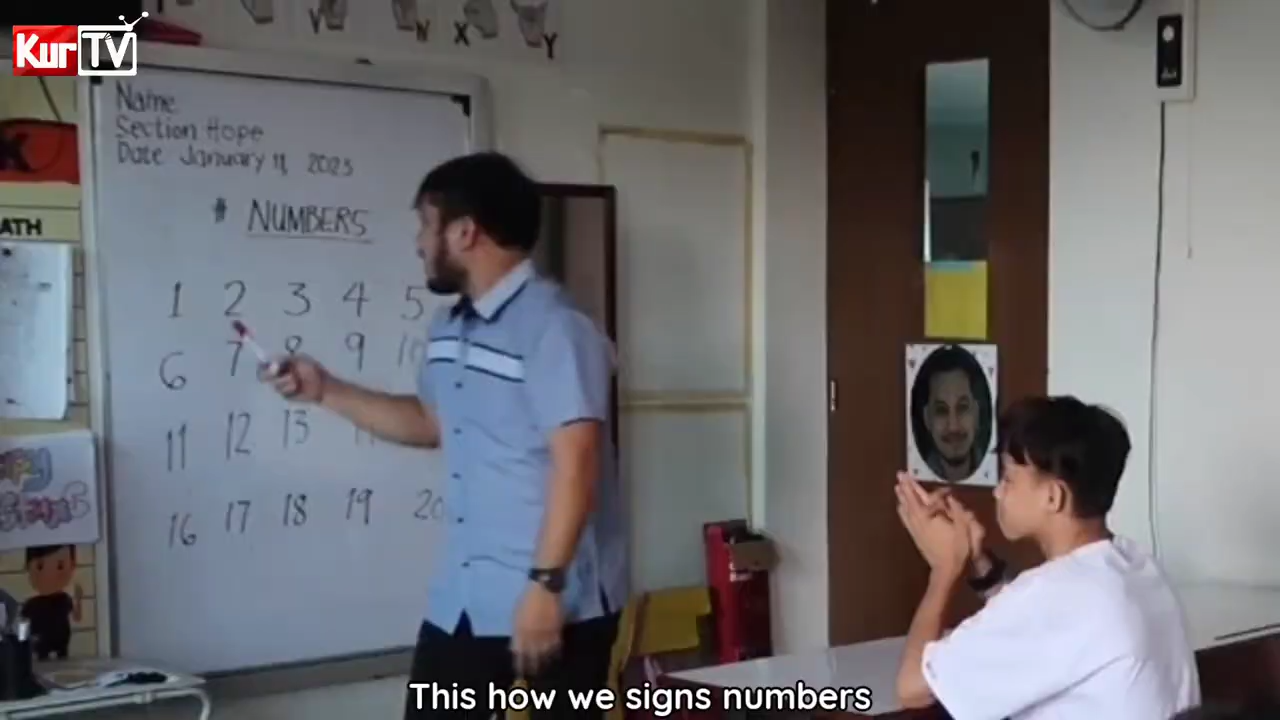 KurTV
V N X Y
Name
Section Hope
Date January 11, 2023
# NUMBERS
1 2 3 4 5
6 7 8 9 10
11 12 13
16 17 18 19 20
K
ATH
This how we signs numbers